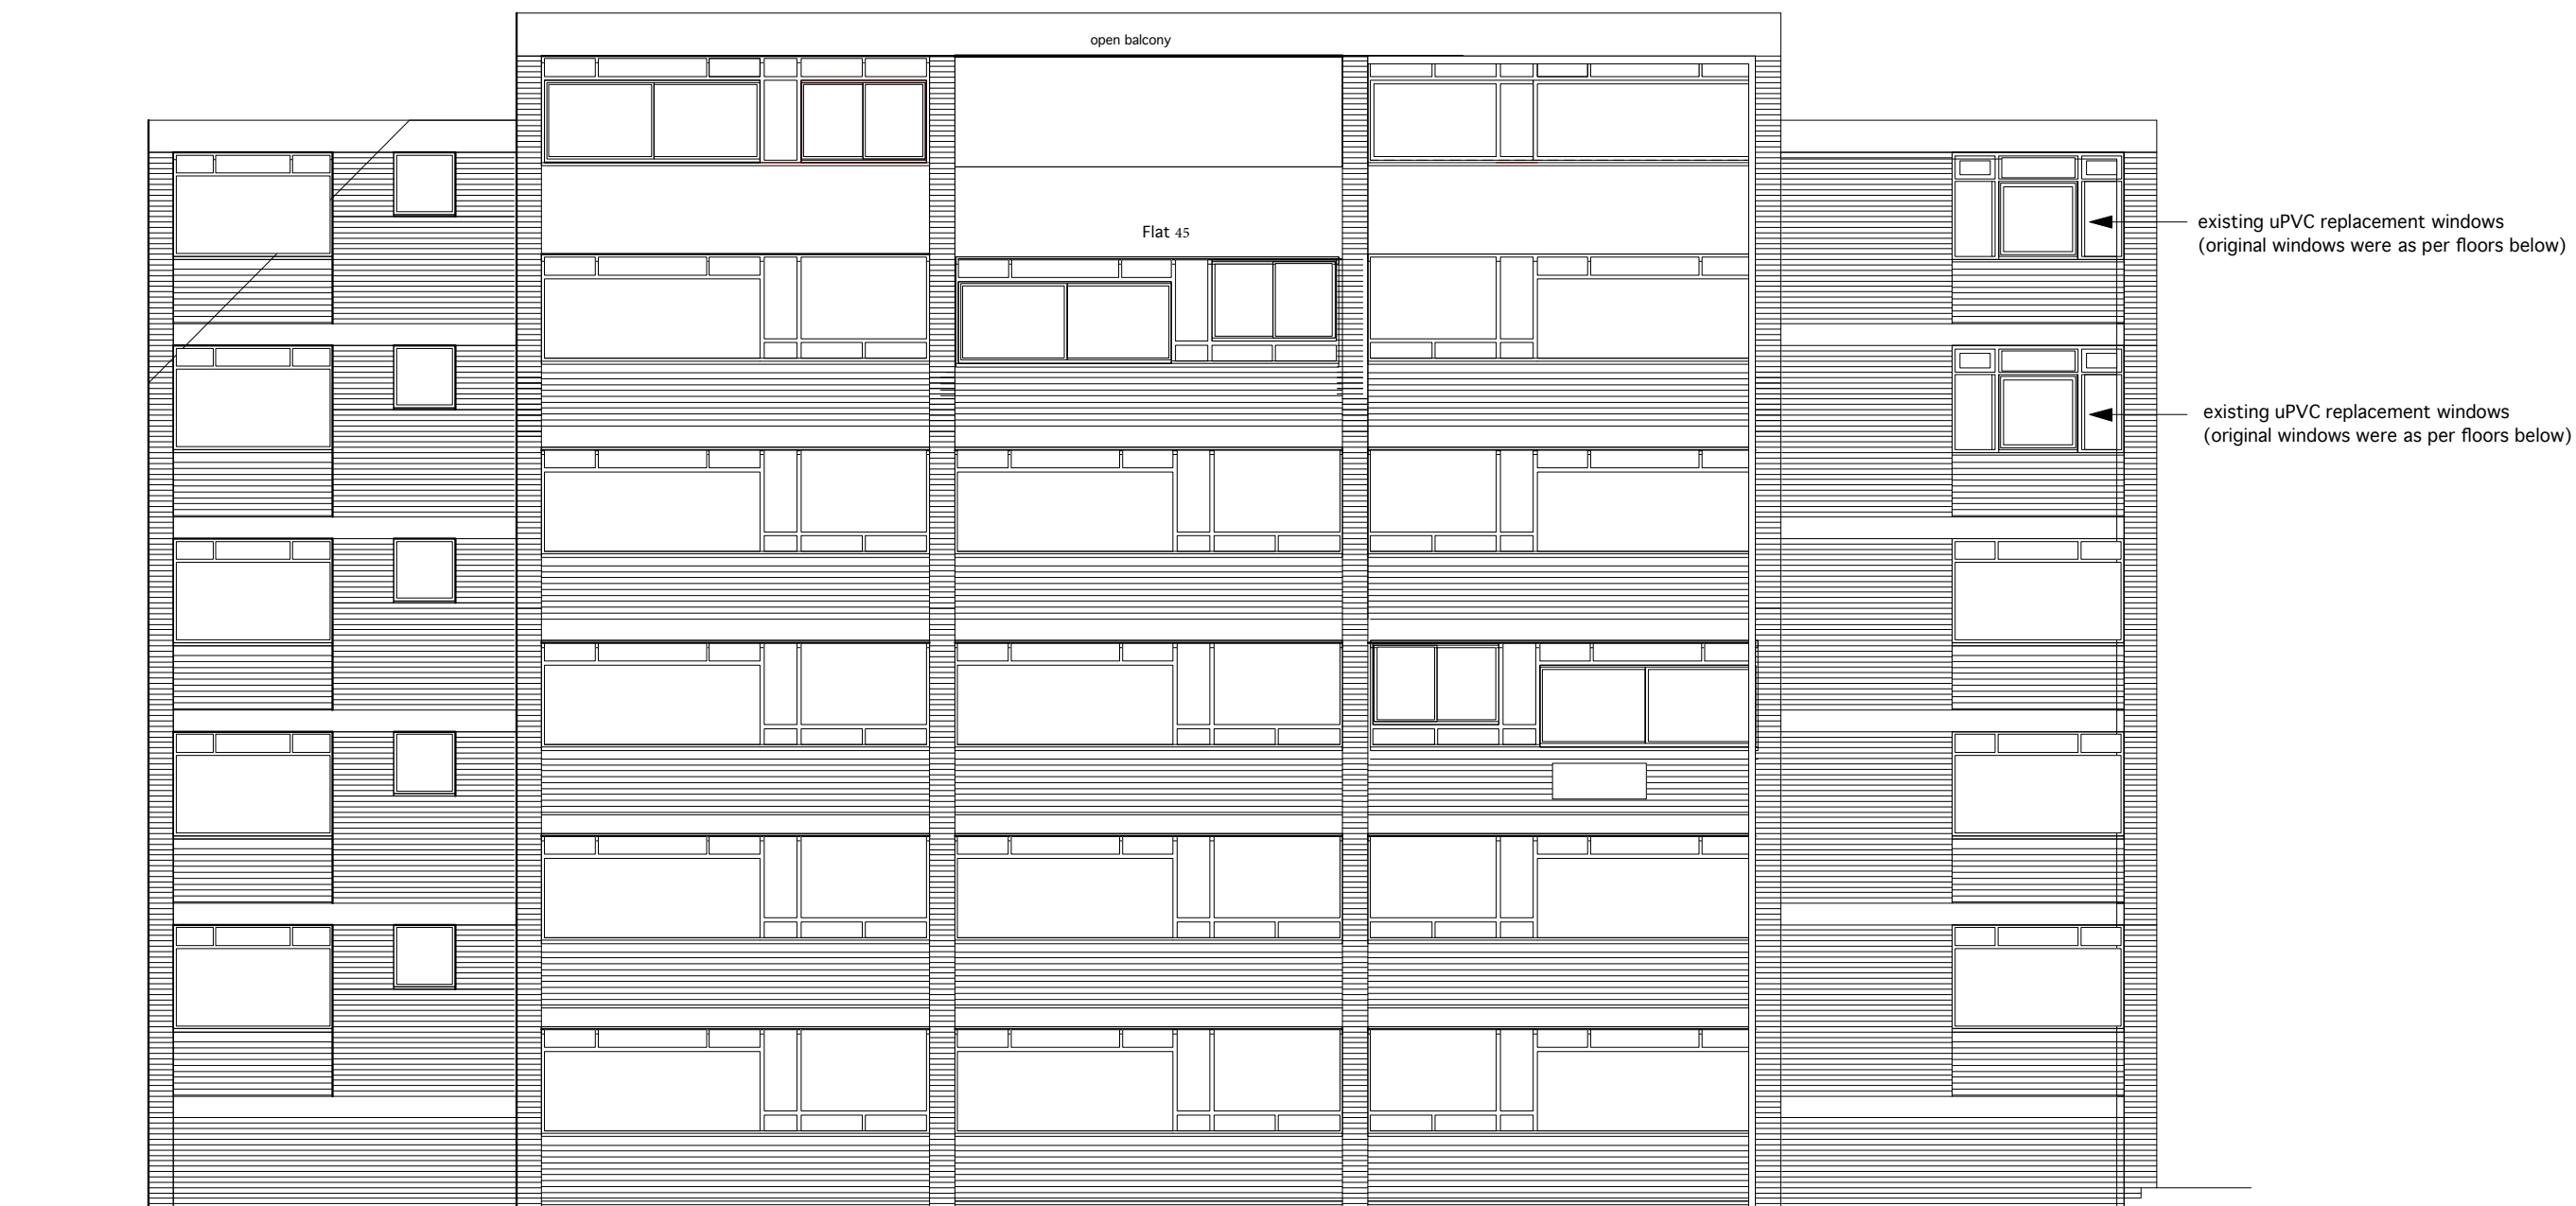 open balcony
Flat 45
existing uPVC replacement windows
(original windows were as per floors below)
existing uPVC replacement windows
(original windows were as per floors below)